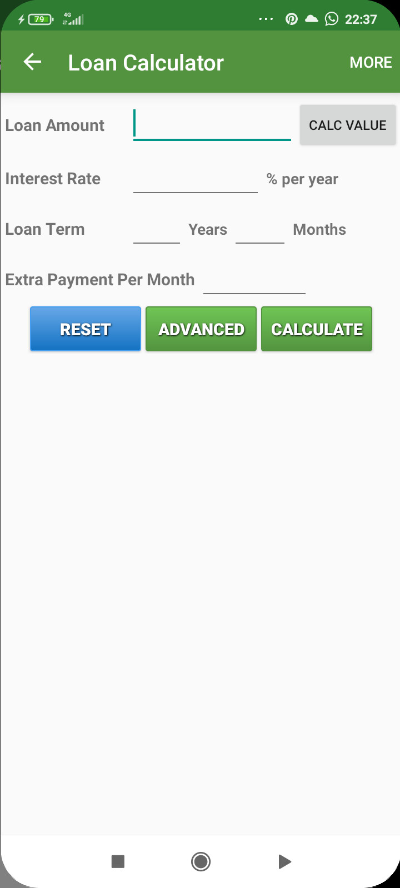 79 4G 22:37
Loan Calculator MORE
Loan Amount CALC VALUE
Interest Rate % per year
Loan Term Years Months
Extra Payment Per Month
RESET ADVANCED CALCULATE